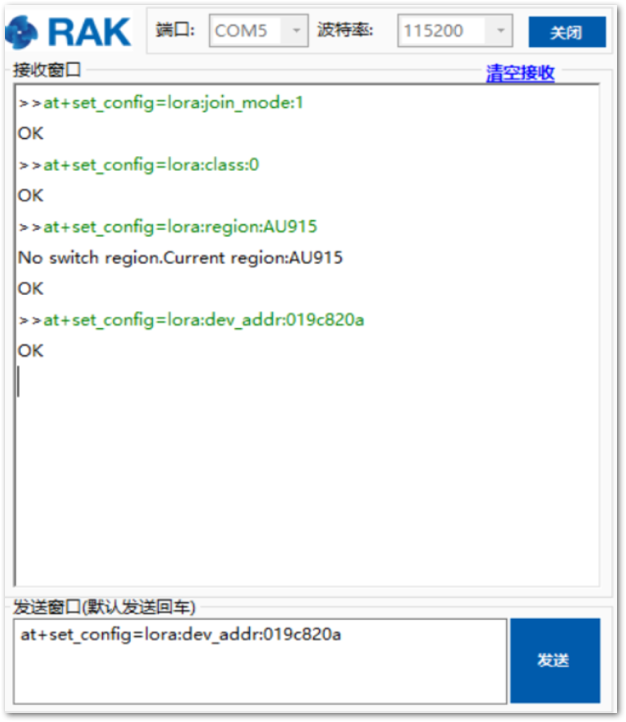 RAK 端口: COM5 波特率: 115200 关闭
接收窗口 清空接收
>>at+set_config=lora:join_mode:1
OK
>>at+set_config=lora:class:0
OK
>>at+set_config=lora:region:AU915
No switch region.Current region:AU915
OK
>>at+set_config=lora:dev_addr:019c820a
OK
发送窗口(默认发送回车)
at+set_config=lora:dev_addr:019c820a
发送